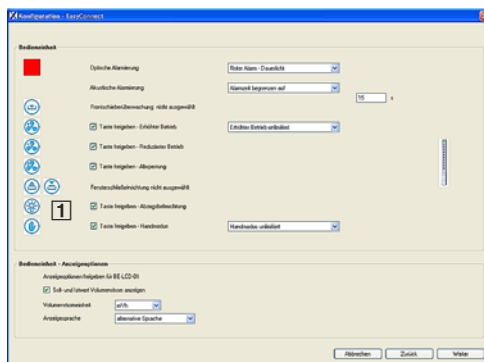 Konfiguration - EasyConnect
Bedieneinheit
Optische Alarmierung
Roter Alarm - Dauerlicht
Akustische Alarmierung
Alarmzeit begrenzen auf
15 s
Frontschieberüberwachung nicht ausgewählt
Taste freigeben - Erhöhter Betrieb
Erhöhter Betrieb unlimitiert
Taste freigeben - Reduzierter Betrieb
Taste freigeben - Absperrung
Fensterschließeinrichtung nicht ausgewählt
1
Taste freigeben - Abzugsbeleuchtung
Taste freigeben - Handmodus
Handmodus unlimitiert
Bedieneinheit - Anzeigeoptionen
Anzeigeoptionen freigeben für BE-LCD-01
Soll- und Istwert Volumenstrom anzeigen
Volumenstromeinheit
m³/h
Anzeigesprache
alternative Sprache
Abbrechen
Zurück
Weiter